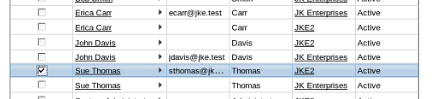 Erica Carr ecarr@jke.test Carr JK Enterprises Active
Erica Carr Carr JKE2 Active
John Davis Davis JKE2 Active
John Davis jdavis@jke.test Davis JK Enterprises Active
Sue Thomas sthomas@jk... Thomas JKE2 Active
Sue Thomas Thomas JK Enterprises Active